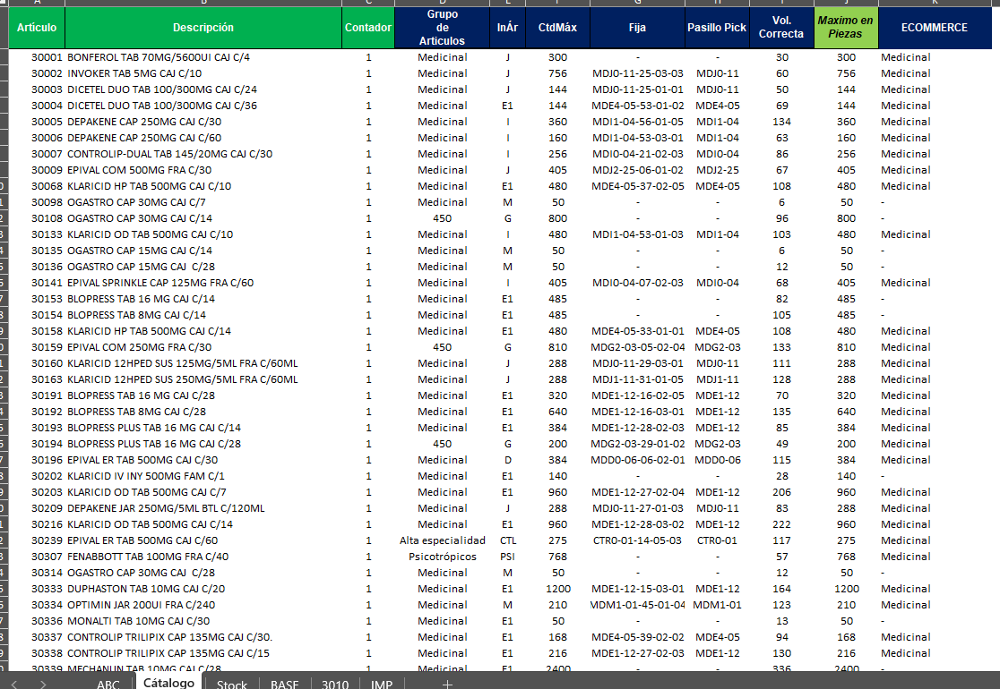 A B C D E F G H I J K
Artículo Descripción Contador Grupo de Artículos InÁr CtdMáx Fija Pasillo Pick Vol. Correcta Maximo en Piezas ECOMMERCE
30001 BONFEROL TAB 70MG/5600UI CAJ C/4 1 Medicinal J 300 - - 30 300 Medicinal
30002 INVOKER TAB 5MG CAJ C/10 1 Medicinal J 756 MDJ0-11-25-03-03 MDJ0-11 60 756 Medicinal
30003 DICETEL DUO TAB 100/300MG CAJ C/24 1 Medicinal J 144 MDJ0-11-25-01-01 MDJ0-11 50 144 Medicinal
30004 DICETEL DUO TAB 100/300MG CAJ C/36 1 Medicinal E1 144 MDE4-05-53-01-02 MDE4-05 69 144 Medicinal
30005 DEPAKENE CAP 250MG CAJ C/30 1 Medicinal I 360 MDI1-04-56-01-05 MDI1-04 134 360 Medicinal
30006 DEPAKENE CAP 250MG CAJ C/60 1 Medicinal I 160 MDI1-04-53-03-01 MDI1-04 63 160 Medicinal
30007 CONTROLIP-DUAL TAB 145/20MG CAJ C/30 1 Medicinal I 256 MDI0-04-21-02-03 MDI0-04 86 256 Medicinal
30009 EPIVAL COM 500MG FRA C/30 1 Medicinal J 405 MDJ2-25-06-01-02 MDJ2-25 67 405 Medicinal
30068 KLARICID HP TAB 500MG CAJ C/10 1 Medicinal E1 480 MDE4-05-37-02-05 MDE4-05 108 480 Medicinal
30098 OGASTRO CAP 30MG CAJ C/7 1 Medicinal M 50 - - 6 50 -
30108 OGASTRO CAP 30MG CAJ C/14 1 450 G 800 - - 96 800 -
30133 KLARICID OD TAB 500MG CAJ C/10 1 Medicinal I 480 MDI1-04-53-01-03 MDI1-04 103 480 Medicinal
30135 OGASTRO CAP 15MG CAJ C/14 1 Medicinal M 50 - - 6 50 -
30136 OGASTRO CAP 15MG CAJ  C/28 1 Medicinal M 50 - - 12 50 -
30141 EPIVAL SPRINKLE CAP 125MG FRA C/60 1 Medicinal I 405 MDI0-04-07-02-03 MDI0-04 68 405 Medicinal
30153 BLOPRESS TAB 16 MG CAJ C/14 1 Medicinal E1 485 - - 82 485 -
30154 BLOPRESS TAB 8MG CAJ C/14 1 Medicinal E1 485 - - 105 485 -
30158 KLARICID HP TAB 500MG CAJ C/14 1 Medicinal E1 480 MDE4-05-33-01-01 MDE4-05 108 480 Medicinal
30159 EPIVAL COM 250MG FRA C/30 1 450 G 810 MDG2-03-05-02-04 MDG2-03 133 810 Medicinal
30160 KLARICID 12HPED SUS 125MG/5ML FRA C/60ML 1 Medicinal J 288 MDJ0-11-29-03-01 MDJ0-11 111 288 Medicinal
30163 KLARICID 12HPED SUS 250MG/5ML FRA C/60ML 1 Medicinal J 288 MDJ1-11-31-01-05 MDJ1-11 128 288 Medicinal
30191 BLOPRESS TAB 16 MG CAJ C/28 1 Medicinal E1 320 MDE1-12-16-02-05 MDE1-12 70 320 Medicinal
30192 BLOPRESS TAB 8MG CAJ C/28 1 Medicinal E1 640 MDE1-12-16-03-01 MDE1-12 135 640 Medicinal
30193 BLOPRESS PLUS TAB 16 MG CAJ C/14 1 Medicinal E1 384 MDE1-12-28-02-03 MDE1-12 85 384 Medicinal
30194 BLOPRESS PLUS TAB 16 MG CAJ C/28 1 450 G 200 MDG2-03-29-01-02 MDG2-03 49 200 Medicinal
30196 EPIVAL ER TAB 500MG CAJ C/30 1 Medicinal D 384 MDD0-06-06-02-01 MDD0-06 115 384 Medicinal
30202 KLARICID IV INY 500MG FAM C/1 1 Medicinal E1 140 - - 28 140 -
30203 KLARICID OD TAB 500MG CAJ C/7 1 Medicinal E1 960 MDE1-12-27-02-04 MDE1-12 206 960 Medicinal
30209 DEPAKENE JAR 250MG/5ML BTL C/120ML 1 Medicinal J 288 MDJ0-11-27-01-03 MDJ0-11 83 288 Medicinal
30216 KLARICID OD TAB 500MG CAJ C/14 1 Medicinal E1 960 MDE1-12-28-03-02 MDE1-12 222 960 Medicinal
30239 EPIVAL ER TAB 500MG CAJ C/60 1 Alta especialidad CTL 275 CTR0-01-14-05-03 CTR0-01 117 275 Medicinal
30307 FENABBOTT TAB 100MG FRA C/40 1 Psicotrópicos PSI 768 - - 57 768 Medicinal
30314 OGASTRO CAP 30MG CAJ  C/28 1 Medicinal M 50 - - 12 50 -
30333 DUPHASTON TAB 10MG CAJ C/20 1 Medicinal E1 1200 MDE1-12-15-03-01 MDE1-12 164 1200 Medicinal
30334 OPTIMIN JAR 200UI FRA C/240 1 Medicinal M 210 MDM1-01-45-01-04 MDM1-01 123 210 Medicinal
30336 MONALTI TAB 10MG CAJ C/30 1 Medicinal E1 50 - - 13 50 -
30337 CONTROLIP TRILIPIX CAP 135MG CAJ C/30. 1 Medicinal E1 168 MDE4-05-39-02-02 MDE4-05 94 168 Medicinal
30338 CONTROLIP TRILIPIX CAP 135MG CAJ C/15 1 Medicinal E1 216 MDE1-12-27-02-03 MDE1-12 130 216 Medicinal
30339 MECHANUN TAB 10MG CAJ C/28 1 Medicinal E1 2400 - - 336 2400 -
ABC Cátalogo Stock BASE 3010 IMP